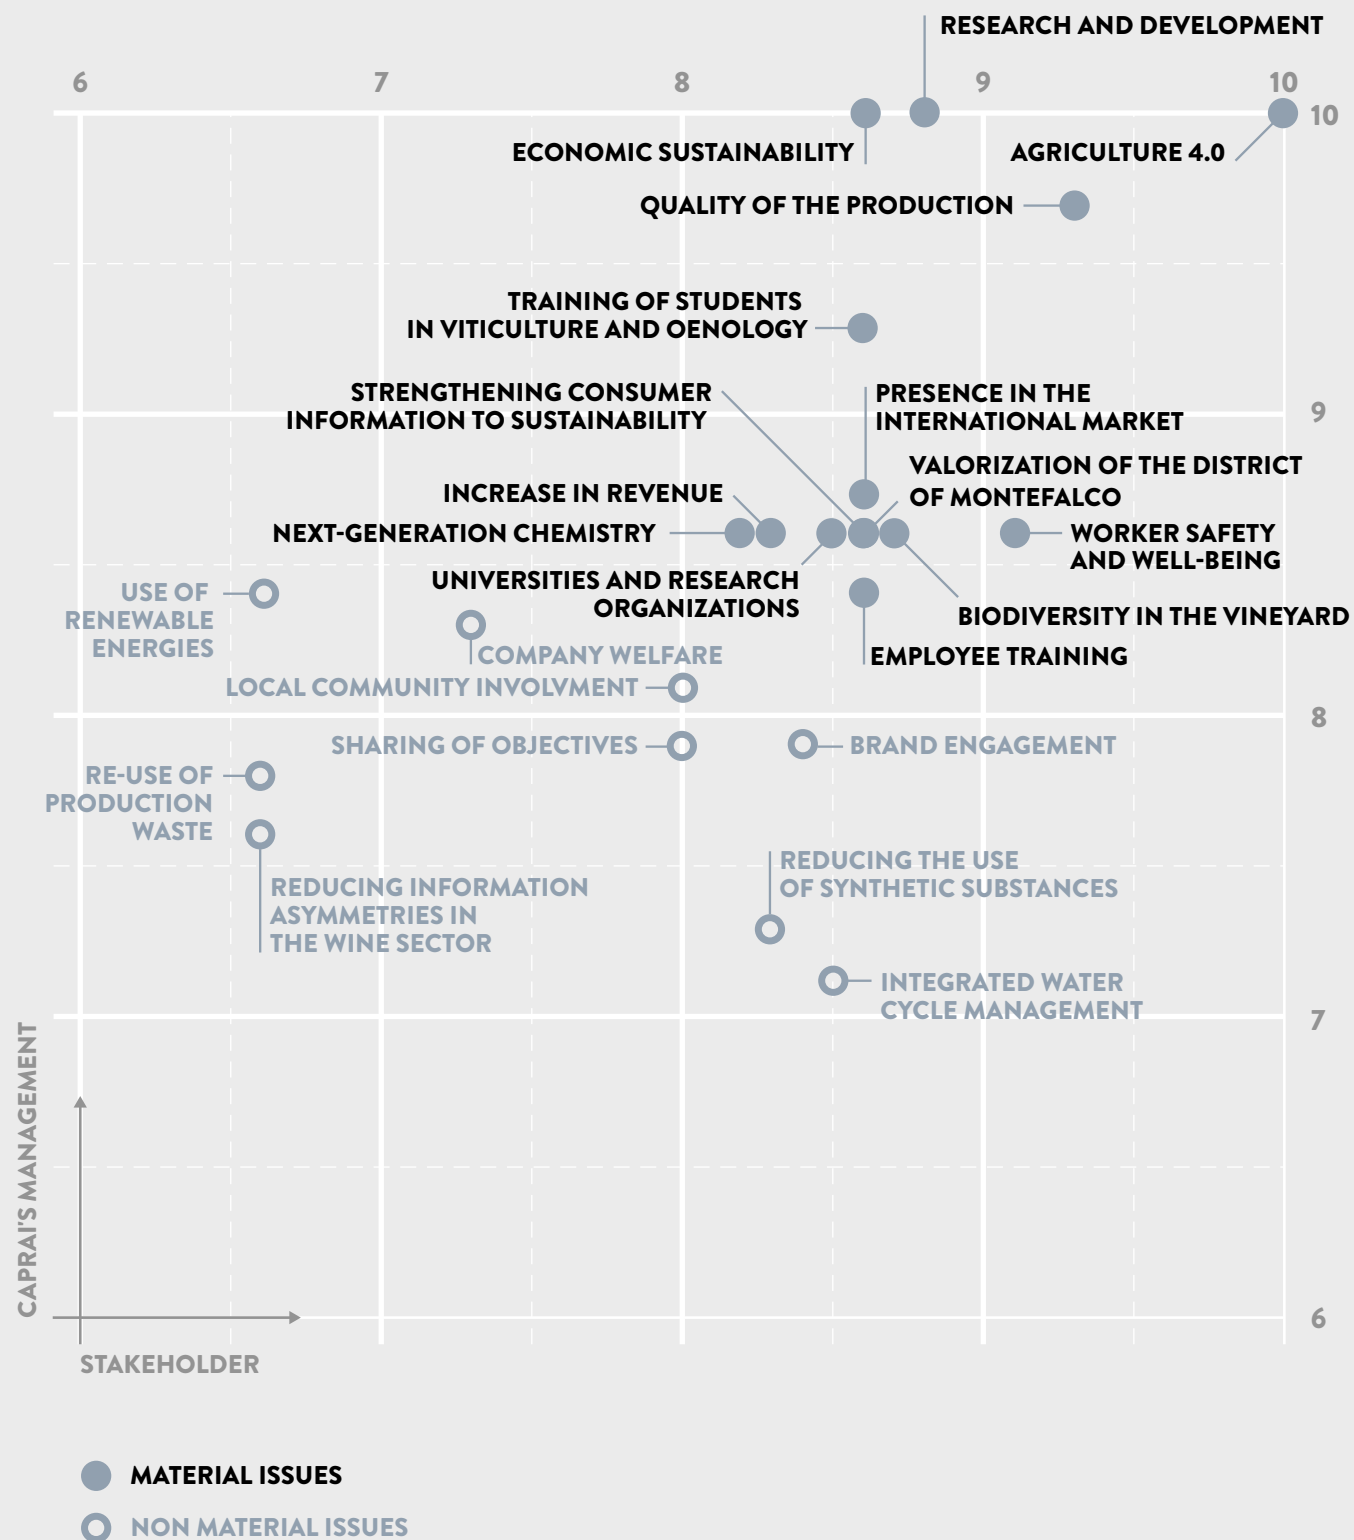 RESEARCH AND DEVELOPMENT
6
7
8
9
10
10
ECONOMIC SUSTAINABILITY
AGRICULTURE 4.0
QUALITY OF THE PRODUCTION
TRAINING OF STUDENTS
IN VITICULTURE AND OENOLOGY
STRENGTHENING CONSUMER
INFORMATION TO SUSTAINABILITY
PRESENCE IN THE
INTERNATIONAL MARKET
9
VALORIZATION OF THE DISTRICT
OF MONTEFALCO
INCREASE IN REVENUE
NEXT-GENERATION CHEMISTRY
WORKER SAFETY
AND WELL-BEING
UNIVERSITIES AND RESEARCH
ORGANIZATIONS
BIODIVERSITY IN THE VINEYARD
USE OF
RENEWABLE
ENERGIES
COMPANY WELFARE
EMPLOYEE TRAINING
LOCAL COMMUNITY INVOLVMENT
8
SHARING OF OBJECTIVES
BRAND ENGAGEMENT
RE-USE OF
PRODUCTION
WASTE
REDUCING INFORMATION
ASYMMETRIES IN
THE WINE SECTOR
REDUCING THE USE
OF SYNTHETIC SUBSTANCES
INTEGRATED WATER
CYCLE MANAGEMENT
7
CAPRAI'S MANAGEMENT
6
STAKEHOLDER
MATERIAL ISSUES
NON MATERIAL ISSUES